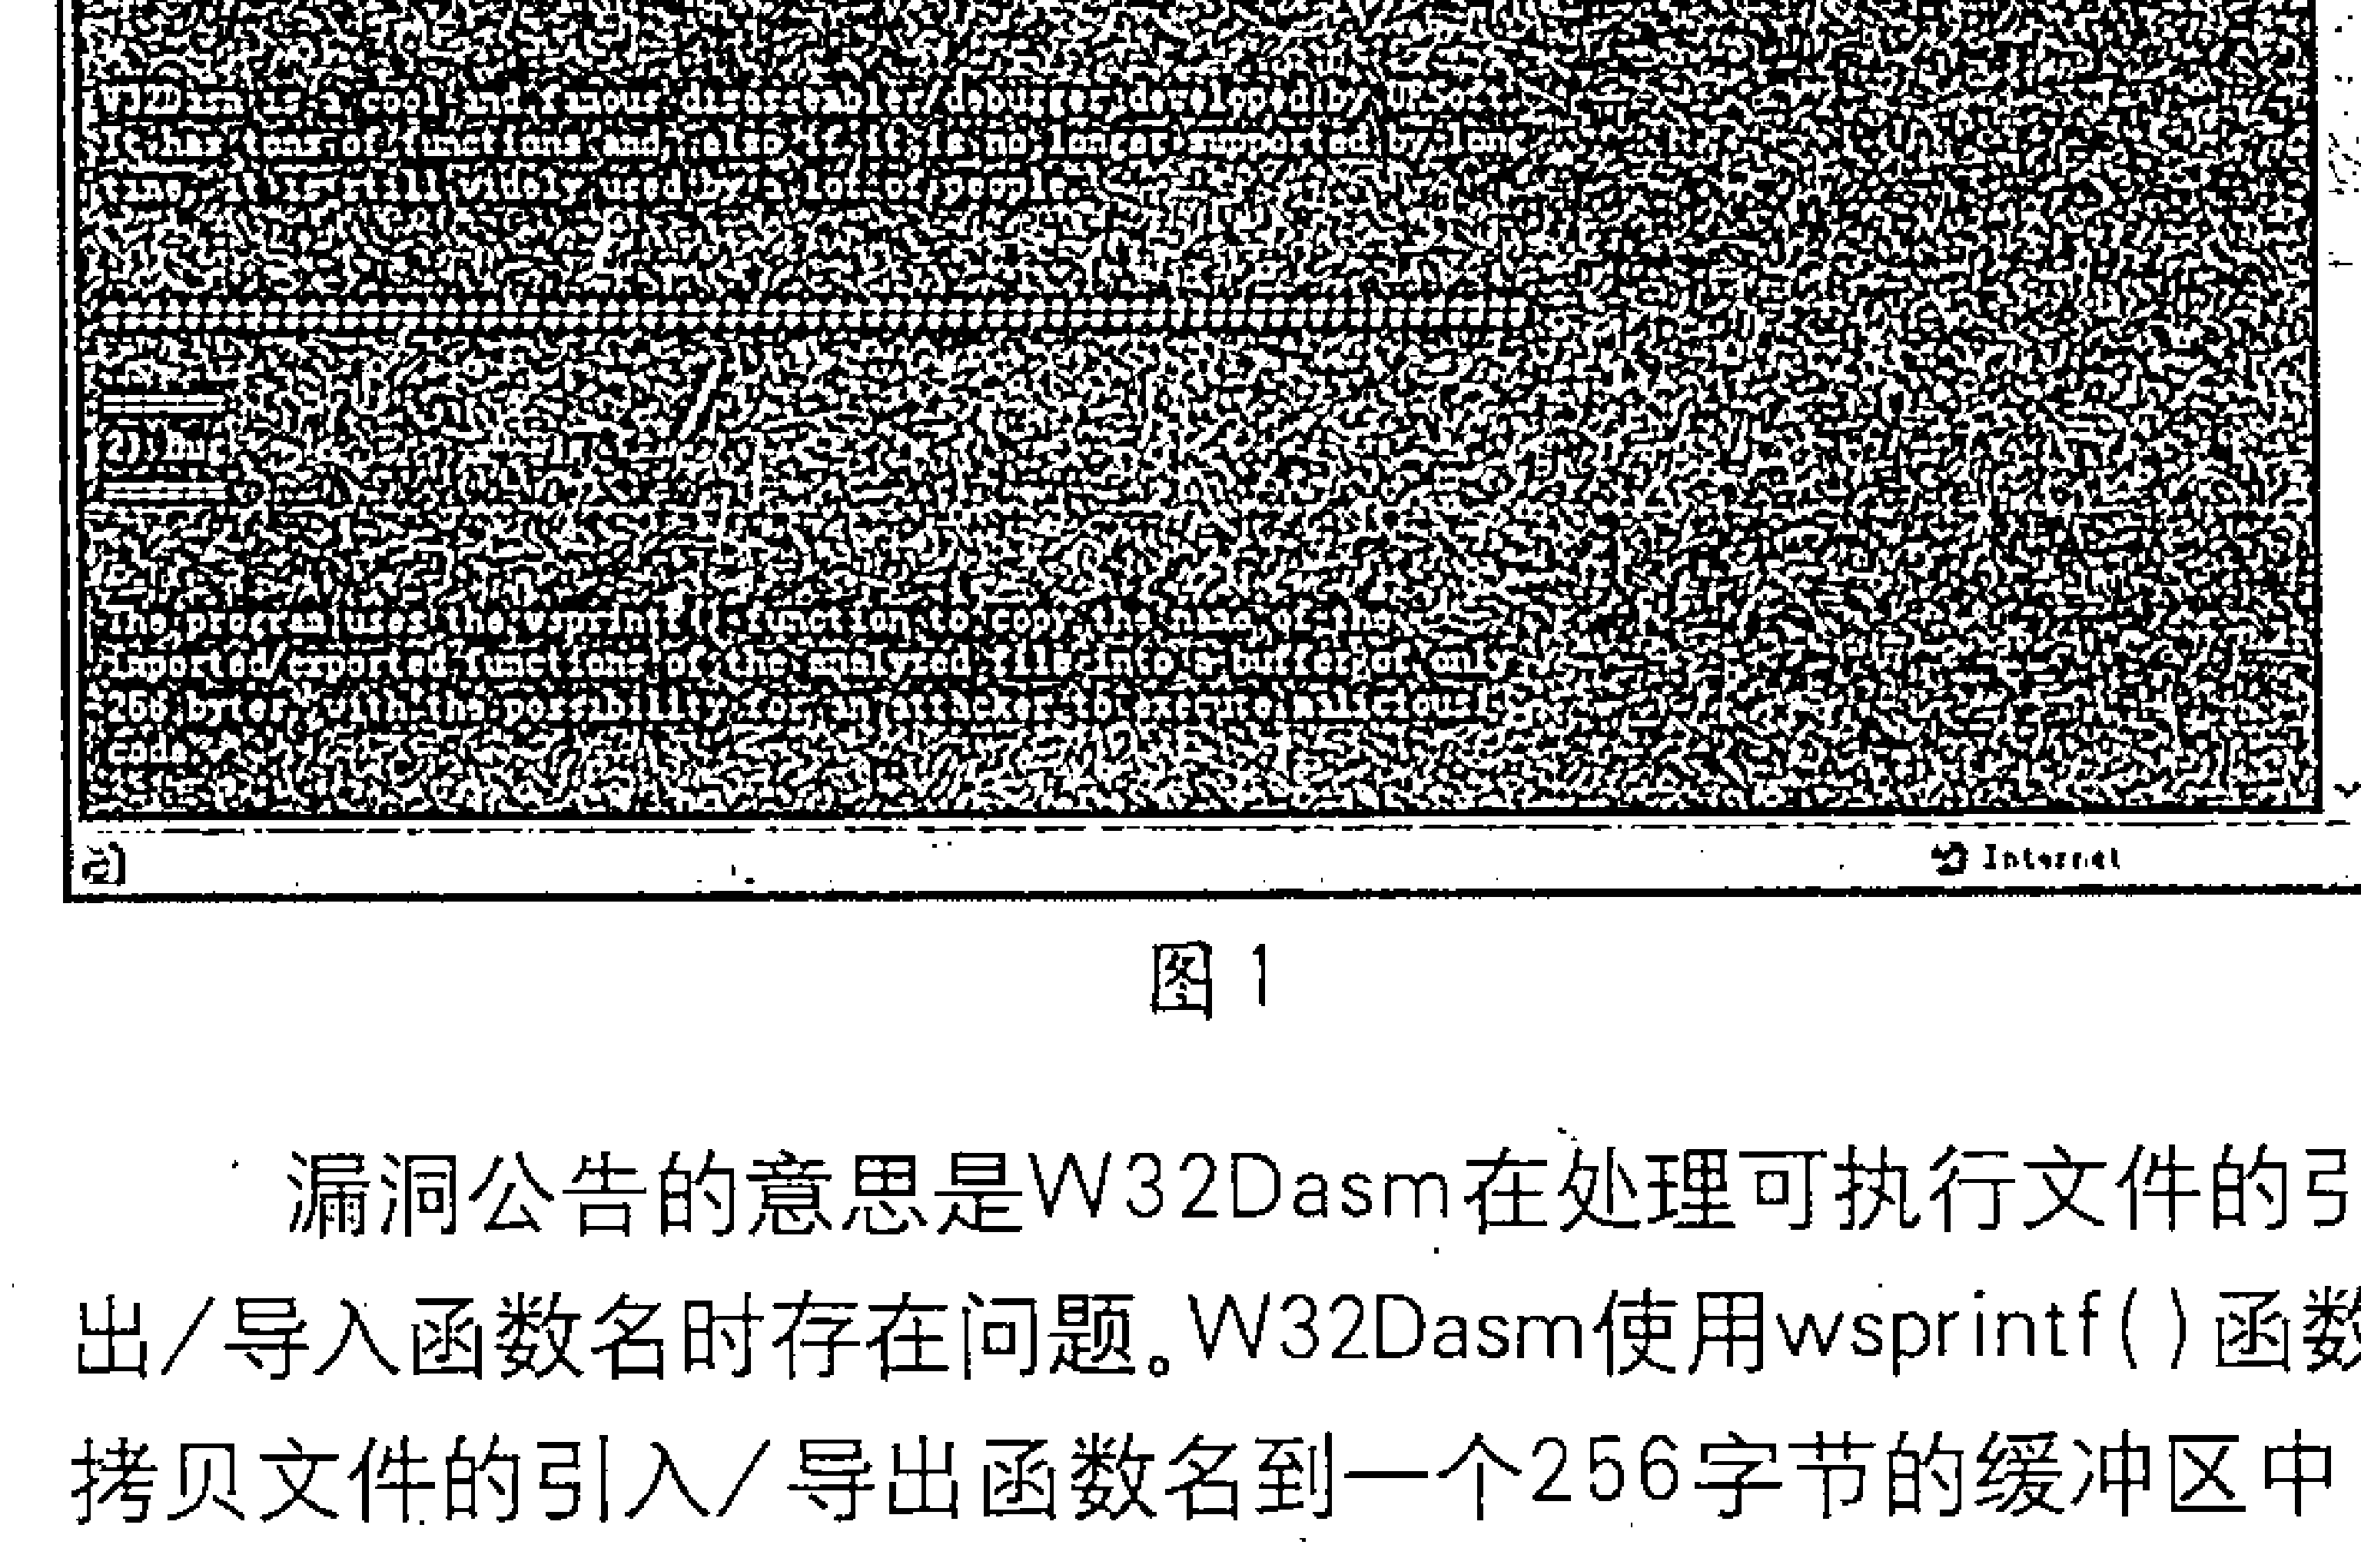 W32Dasm is a cool and famous disassembler/debugger developed by
It has tons of functions and also if it is no longer supported by long
time, it is still widely used by a lot of people.
2) Bug
The program uses the wsprintf() function to copy the name of the
imported/exported functions of the analyzed file into a buffer of only
256 bytes, with the possibility for an attacker to execute malicious
code.
Internet
图1
漏洞公告的意思是W32Dasm在处理可执行文件的引
出/导入函数名时存在问题。W32Dasm使用wsprintf()函数
拷贝文件的引入/导出函数名到一个256字节的缓冲区中